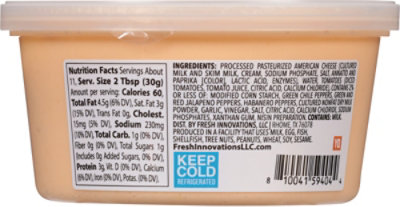 Nutrition Facts Servings About
11, Serv. Size 2 Tbsp (30g)
Amount per serving: Calories 60,
Total Fat 4.5g (6% DV), Sat. Fat 3g
(15% DV), Trans Fat 0g, Cholest.
15mg (5% DV), Sodium 230mg
(10% DV), Total Carb. 1g (0% DV),
Fiber 0g (0% DV), Total Sugars 1g
(Includes 0g Added Sugars, 0% DV),
Protein 3g, Vit. D (0% DV), Calcium
(6% DV), Iron (0% DV), Potas. (0% DV).
INGREDIENTS: PROCESSED PASTEURIZED AMERICAN CHEESE [CULTURED
MILK AND SKIM MILK, CREAM, SODIUM PHOSPHATE, SALT, ANNATTO AND
PAPRIKA (COLOR), LACTIC ACID, ENZYMES], WATER, TOMATOES (DICED
TOMATOES, TOMATO JUICE, CITRIC ACID, CALCIUM CHLORIDE), CONTAINS 2%
OR LESS OF: MODIFIED CORN STARCH, GREEN CHILE PEPPERS, GREEN AND
RED JALAPENO PEPPERS, HABANERO PEPPERS, CULTURED NONFAT DRY MILK
POWDER, GARLIC, VINEGAR, SALT, CITRIC ACID, CALCIUM CHLORIDE, SODIUM
PHOSPHATES, XANTHAN GUM, NISIN PREPARATION. CONTAINS: MILK.
DIST. BY FRESH INNOVATIONS, LLC | RHOME, TX 76078
PRODUCED IN A FACILITY THAT USES MILK, EGG, FISH,
SHELLFISH, TREE NUTS, PEANUTS, WHEAT, SOY, SESAME.
FreshInnovationsLLC.com
KEEP
COLD
REFRIGERATED
10
8 10041 59404 4